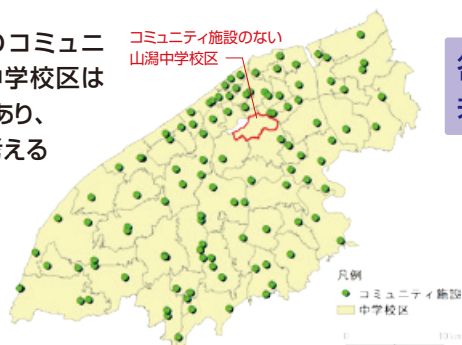 コミュニティ施設のない
山潟中学校区
のコミュニ
中学校区は
あり、
考える
凡例
コミュニティ施設
中学校区
0 10km